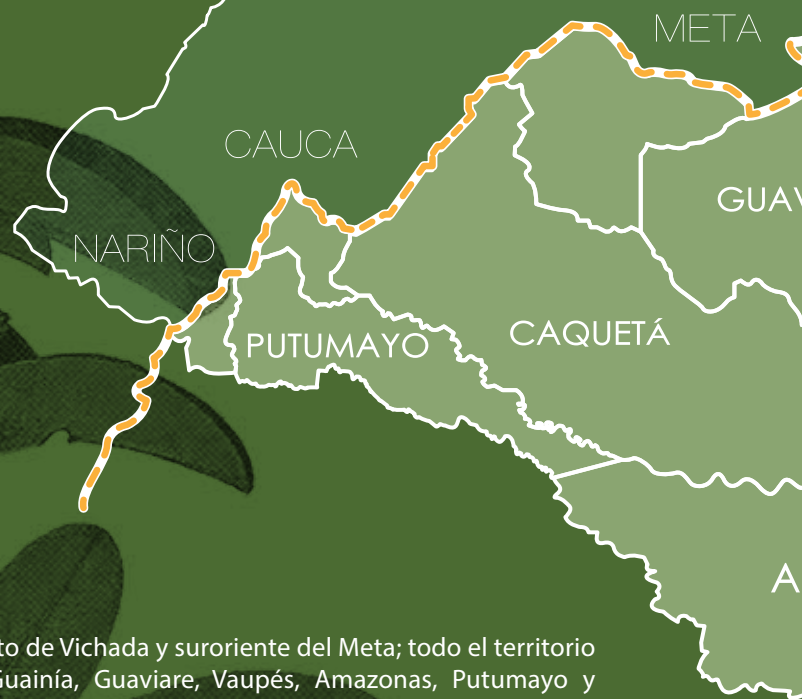 META
CAUCA
GUAV
NARIÑO
PUTUMAYO
CAQUETÁ
A
to de Vichada y suroriente del Meta; todo el territorio
Guainía, Guaviare, Vaupés, Amazonas, Putumayo y